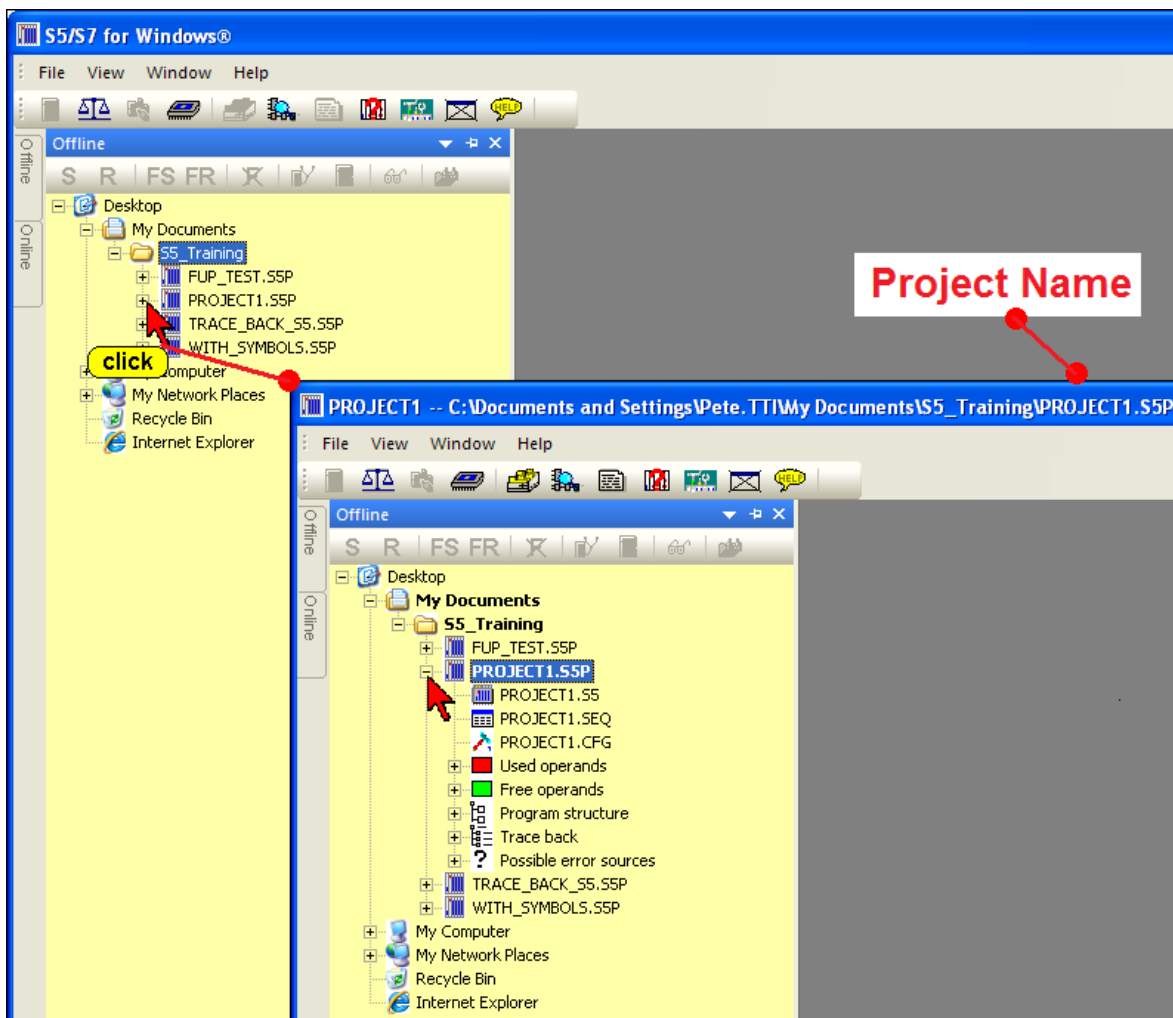 S5/S7 for Windows®
File View Window Help
HELP
Offline
Online
Offline
S R FS FR
Desktop
My Documents
S5_Training
FUP_TEST.S5P
PROJECT1.S5P
TRACE_BACK_S5.S5P
WITH_SYMBOLS.S5P
click
omputer
My Network Places
Recycle Bin
Internet Explorer
Project Name
PROJECT1 -- C:\Documents and Settings\Pete.TTI\My Documents\S5_Training\PROJECT1.S5P
File View Window Help
HELP
Offline
Online
Offline
S R FS FR
Desktop
My Documents
S5_Training
FUP_TEST.S5P
PROJECT1.S5P
PROJECT1.S5
PROJECT1.SEQ
PROJECT1.CFG
Used operands
Free operands
Program structure
Trace back
? Possible error sources
TRACE_BACK_S5.S5P
WITH_SYMBOLS.S5P
My Computer
My Network Places
Recycle Bin
Internet Explorer